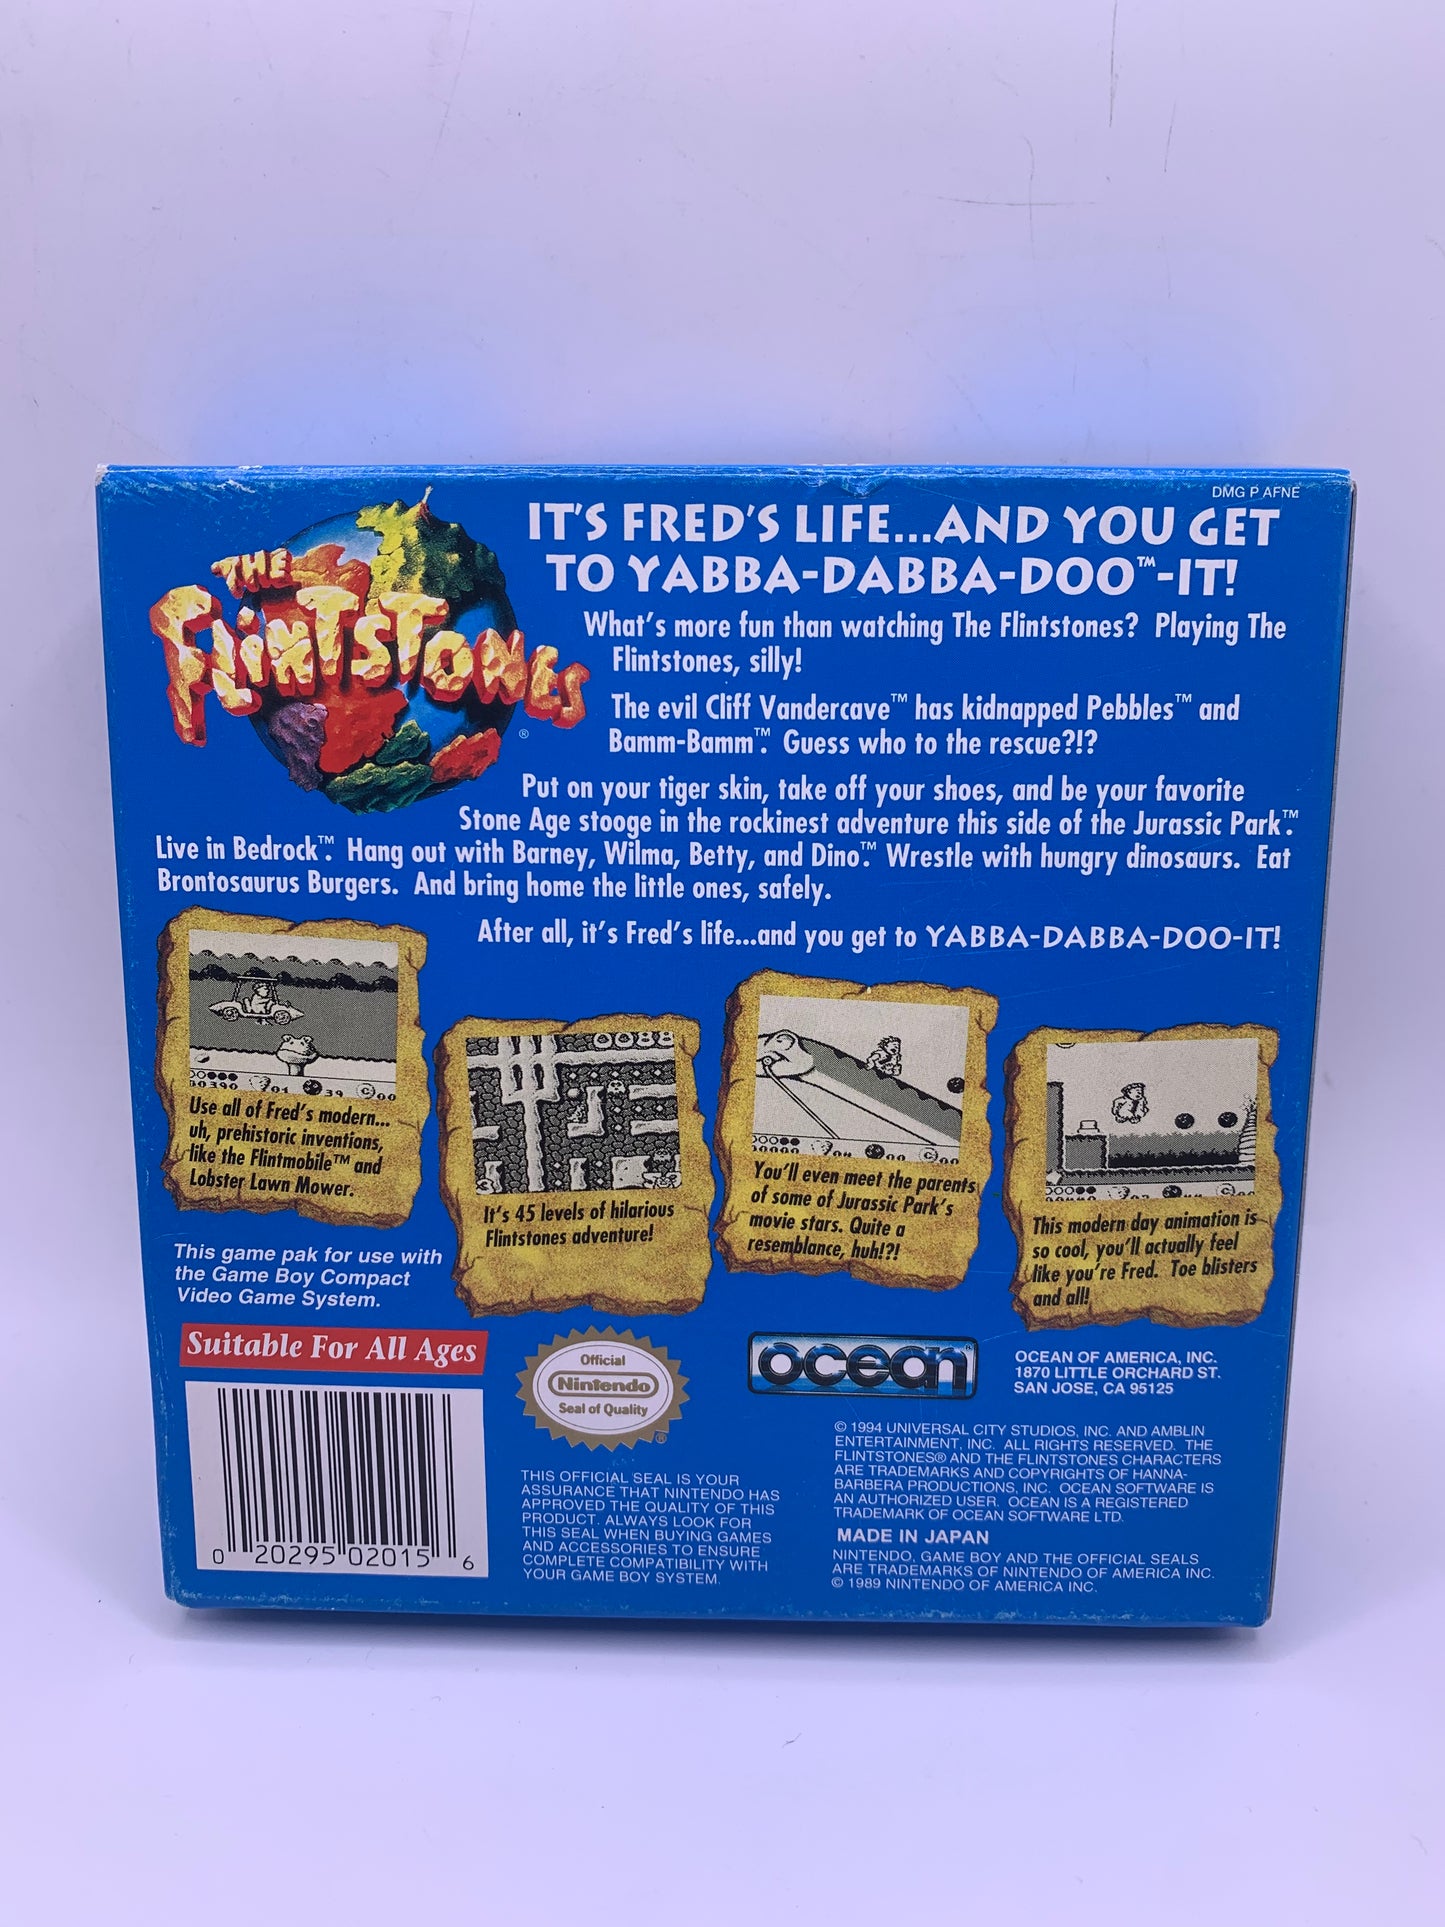 DMG P AFNE
THE
FLINTSTONES
®
IT'S FRED'S LIFE...AND YOU GET
TO YABBA-DABBA-DOO™-IT!
What's more fun than watching The Flintstones? Playing The
Flintstones, silly!
The evil Cliff Vandercave™ has kidnapped Pebbles™ and
Bamm-Bamm™. Guess who to the rescue?!?
Put on your tiger skin, take off your shoes, and be your favorite
Stone Age stooge in the rockinest adventure this side of the Jurassic Park™.
Live in Bedrock™. Hang out with Barney, Wilma, Betty, and Dino™. Wrestle with hungry dinosaurs. Eat
Brontosaurus Burgers. And bring home the little ones, safely.
After all, it's Fred's life...and you get to YABBA-DABBA-DOO-IT!
00390 01 39 00
Use all of Fred's modern...
uh, prehistoric inventions,
like the Flintmobile™ and
Lobster Lawn Mower.
0088
3
It's 45 levels of hilarious
Flintstones adventure!
You'll even meet the parents
of some of Jurassic Park's
movie stars. Quite a
resemblance, huh!?!
This modern day animation is
so cool, you'll actually feel
like you're Fred. Toe blisters
and all!
This game pak for use with
the Game Boy Compact
Video Game System.
Suitable For All Ages
0 20295 02015 6
Official
Nintendo
Seal of Quality
®
THIS OFFICIAL SEAL IS YOUR
ASSURANCE THAT NINTENDO HAS
APPROVED THE QUALITY OF THIS
PRODUCT. ALWAYS LOOK FOR
THIS SEAL WHEN BUYING GAMES
AND ACCESSORIES TO ENSURE
COMPLETE COMPATIBILITY WITH
YOUR GAME BOY SYSTEM.
ocean®
OCEAN OF AMERICA, INC.
1870 LITTLE ORCHARD ST.
SAN JOSE, CA 95125
© 1994 UNIVERSAL CITY STUDIOS, INC. AND AMBLIN
ENTERTAINMENT, INC. ALL RIGHTS RESERVED. THE
FLINTSTONES® AND THE FLINTSTONES CHARACTERS
ARE TRADEMARKS AND COPYRIGHTS OF HANNA-
BARBERA PRODUCTIONS, INC. OCEAN SOFTWARE IS
AN AUTHORIZED USER. OCEAN IS A REGISTERED
TRADEMARK OF OCEAN SOFTWARE LTD.
MADE IN JAPAN
NINTENDO, GAME BOY AND THE OFFICIAL SEALS
ARE TRADEMARKS OF NINTENDO OF AMERICA INC.
© 1989 NINTENDO OF AMERICA INC.